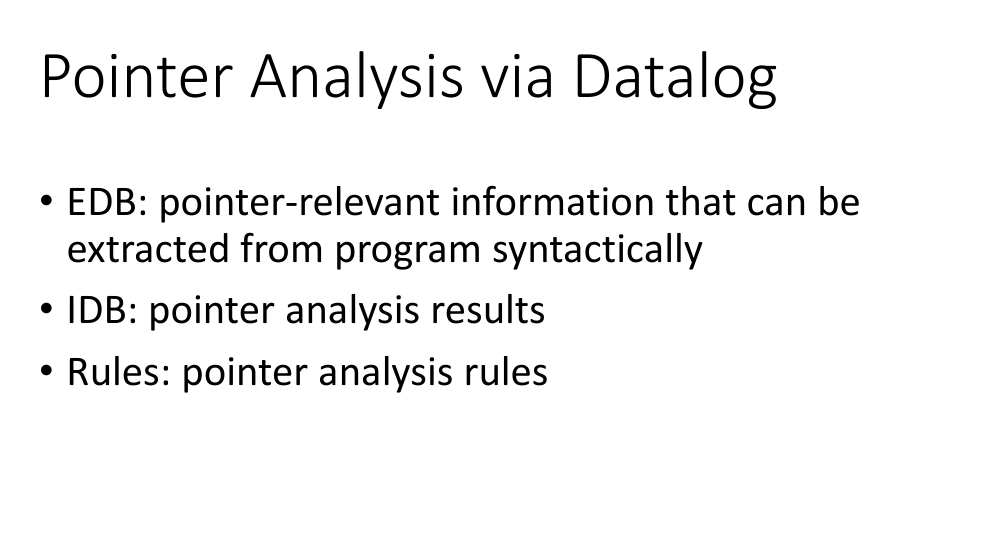 Pointer Analysis via Datalog
• EDB: pointer-relevant information that can be
extracted from program syntactically
• IDB: pointer analysis results
• Rules: pointer analysis rules